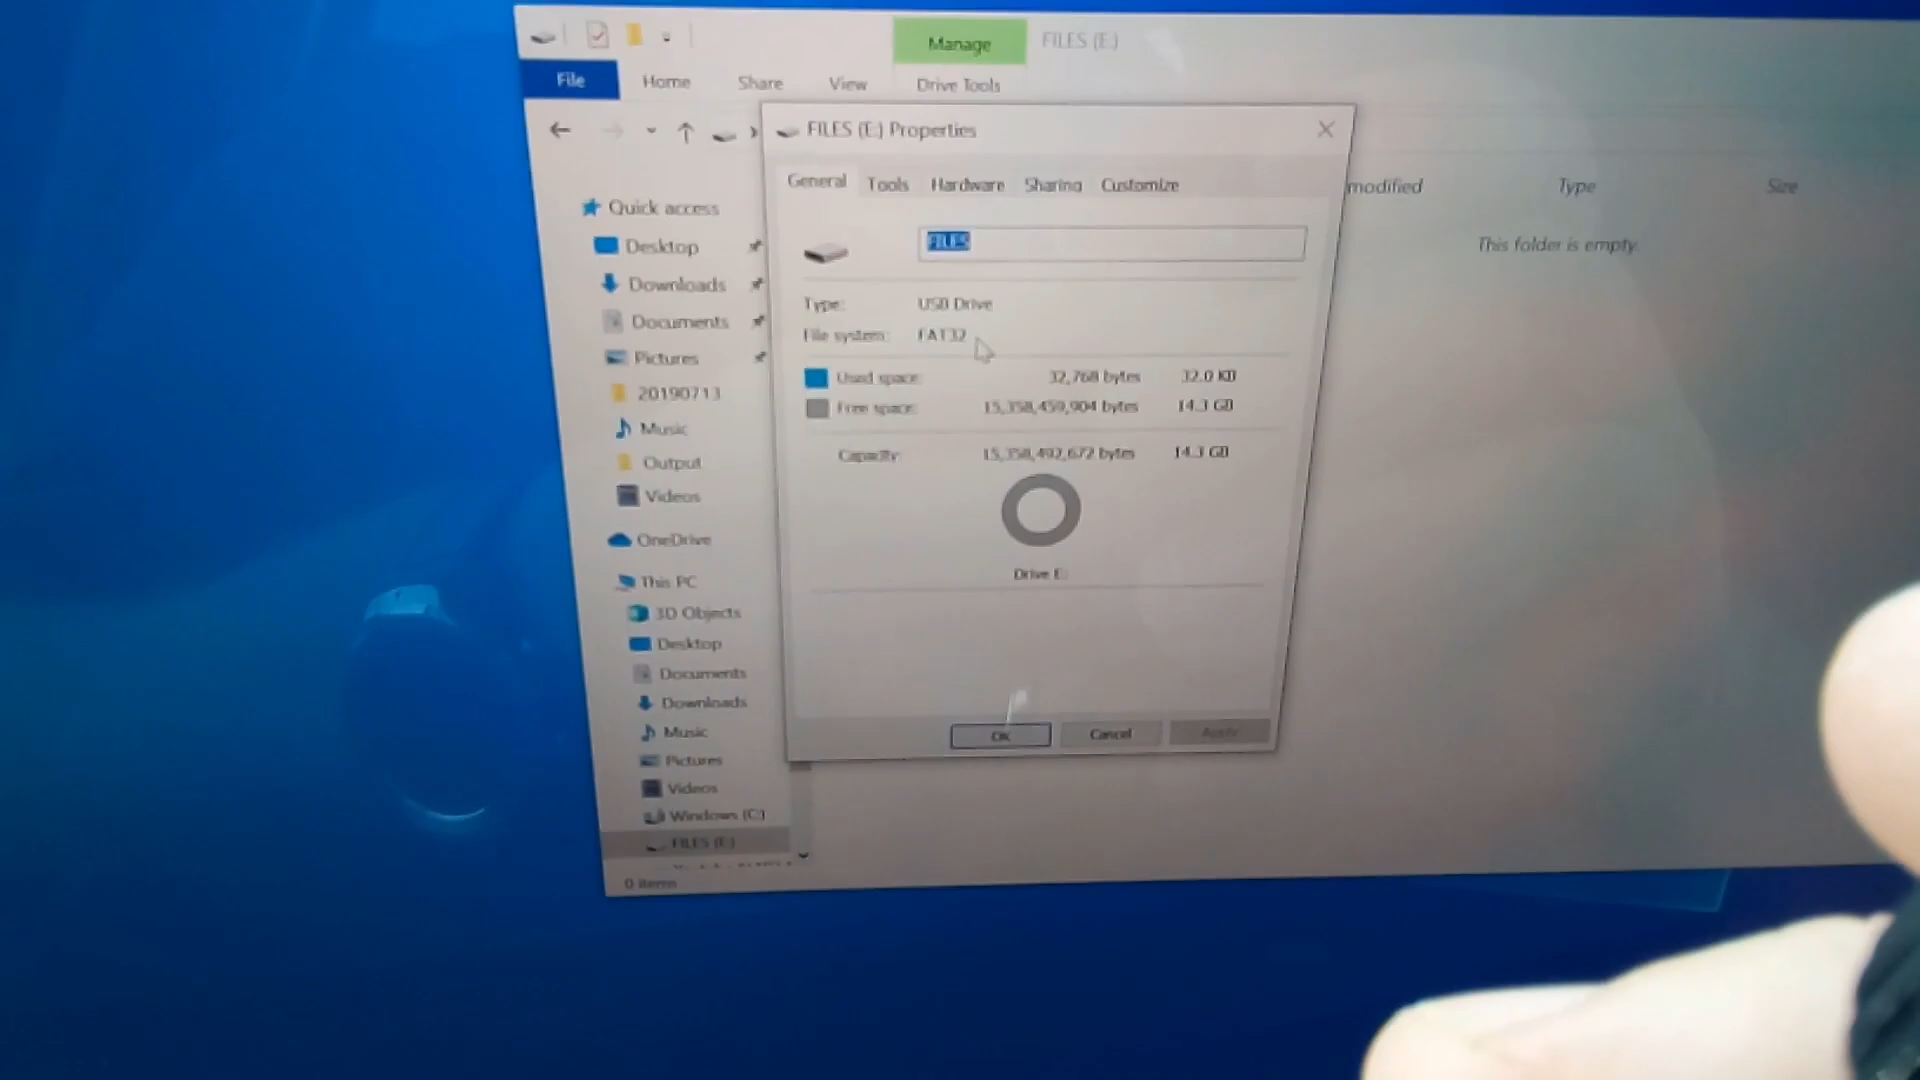 Manage
FILES (E:)
File
Home
Share
View
Drive Tools
FILES (E:) Properties
General
Tools
Hardware
Sharing
Customize
modified
Type
Size
FILES
This folder is empty.
Type:
USB Drive
File system:
FAT32
Used space:
32,768 bytes
32.0 KB
Free space:
15,358,459,904 bytes
14.3 GB
Capacity:
15,358,492,672 bytes
14.3 GB
Drive E:
OK
Cancel
Apply
Quick access
Desktop
Downloads
Documents
Pictures
20190713
Music
Output
Videos
OneDrive
This PC
3D Objects
Desktop
Documents
Downloads
Music
Pictures
Videos
Windows (C:)
FILES (E:)
0 items